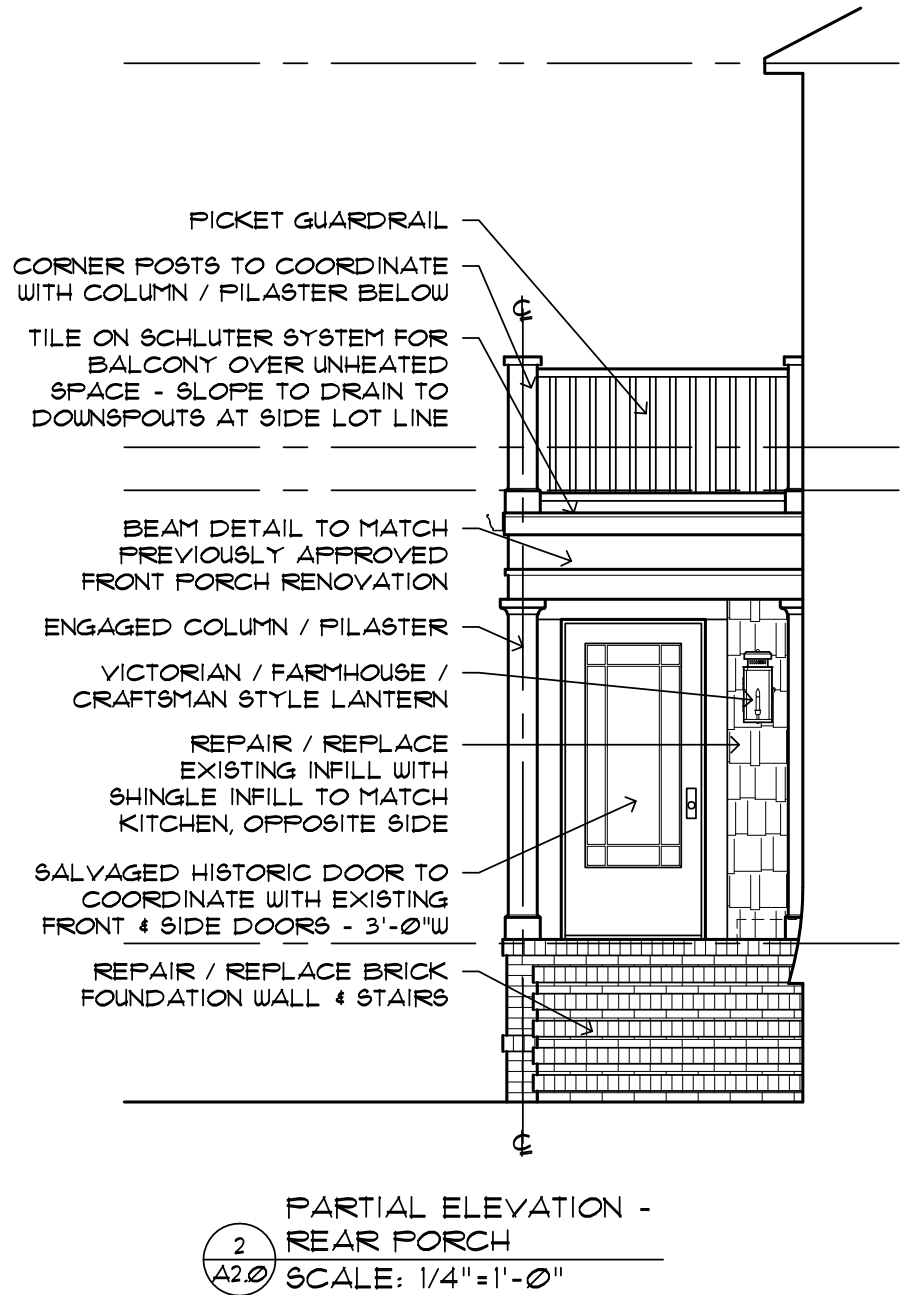 PICKET GUARDRAIL
CORNER POSTS TO COORDINATE
WITH COLUMN / PILASTER BELOW
℄
TILE ON SCHLUTER SYSTEM FOR
BALCONY OVER UNHEATED
SPACE - SLOPE TO DRAIN TO
DOWNSPOUTS AT SIDE LOT LINE
BEAM DETAIL TO MATCH
PREVIOUSLY APPROVED
FRONT PORCH RENOVATION
ENGAGED COLUMN / PILASTER
VICTORIAN / FARMHOUSE /
CRAFTSMAN STYLE LANTERN
REPAIR / REPLACE
EXISTING INFILL WITH
SHINGLE INFILL TO MATCH
KITCHEN, OPPOSITE SIDE
SALVAGED HISTORIC DOOR TO
COORDINATE WITH EXISTING
FRONT & SIDE DOORS - 3'-Ø"W
REPAIR / REPLACE BRICK
FOUNDATION WALL & STAIRS
℄
PARTIAL ELEVATION -
REAR PORCH
2
A2.Ø
SCALE: 1/4"=1'-Ø"